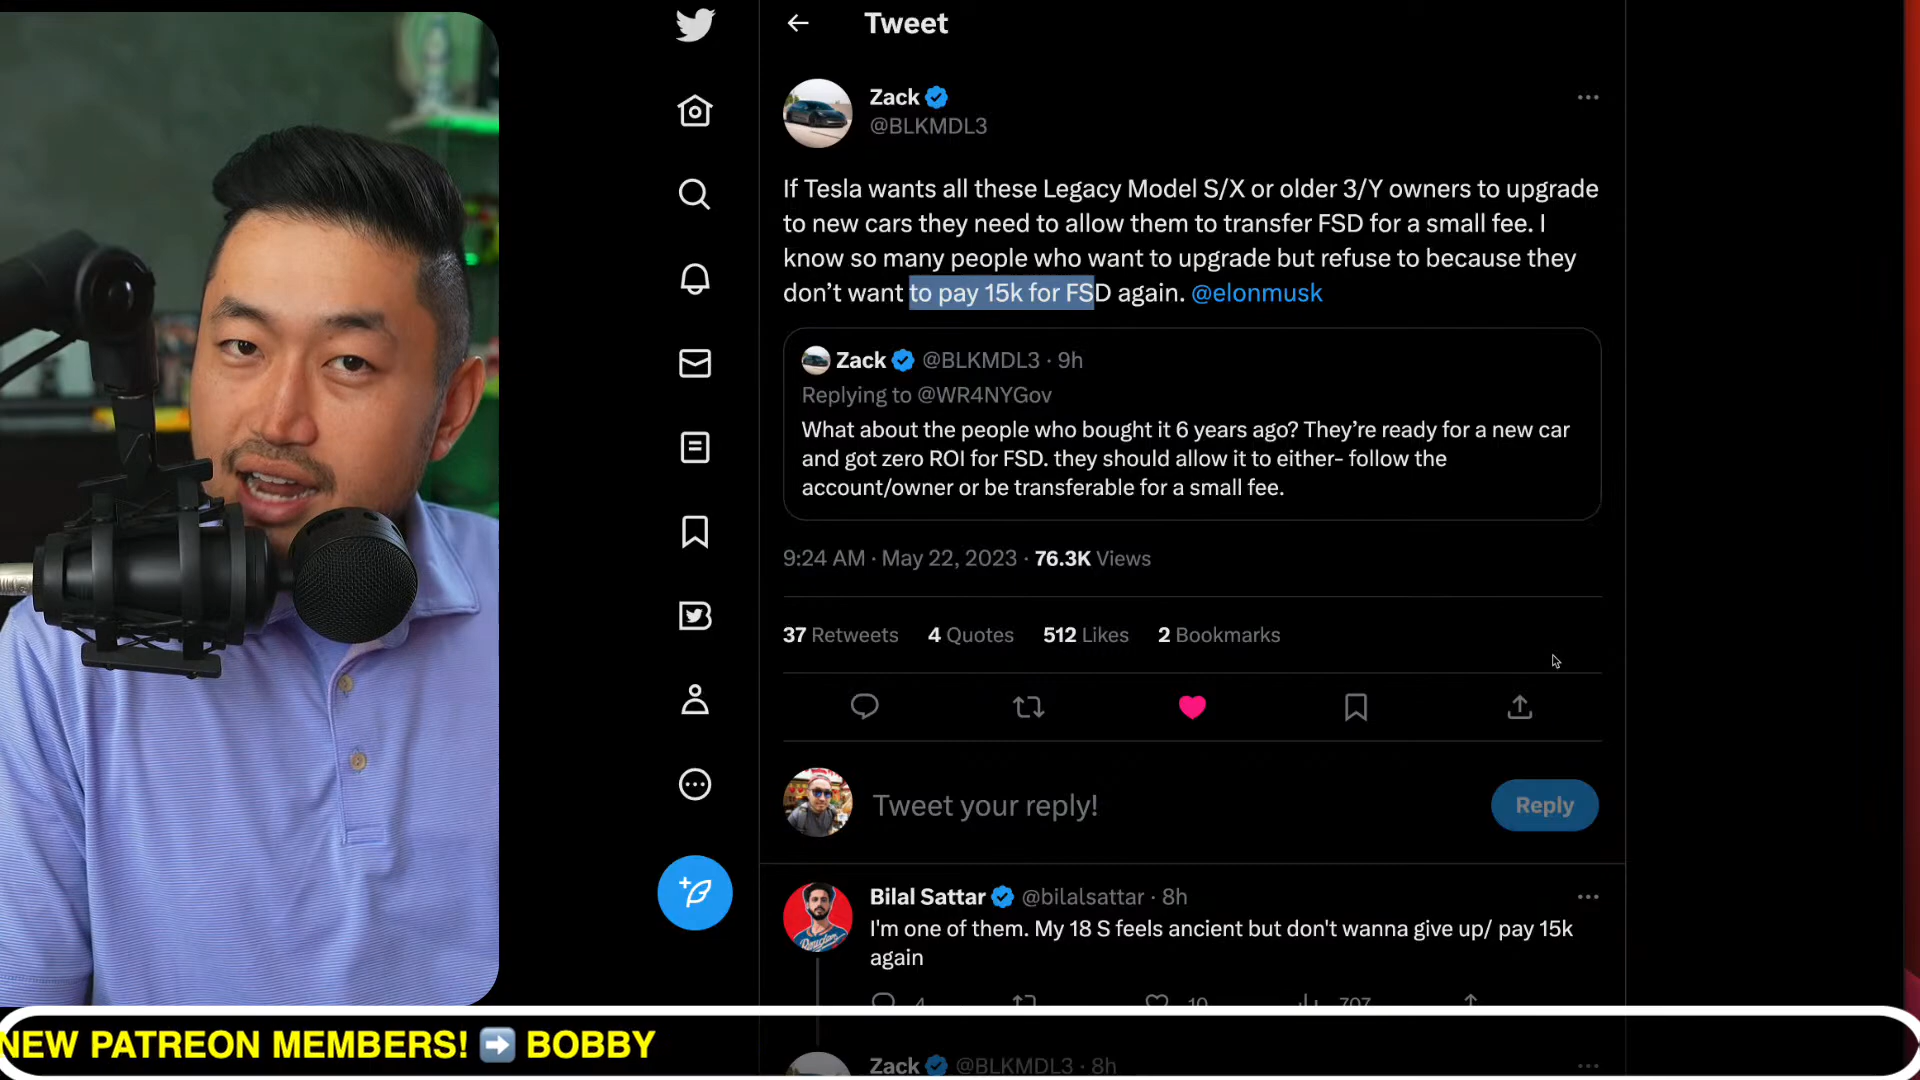 Tweet
Zack
@BLKMDL3
If Tesla wants all these Legacy Model S/X or older 3/Y owners to upgrade
to new cars they need to allow them to transfer FSD for a small fee. I
know so many people who want to upgrade but refuse to because they
don’t want to pay 15k for FSD again. @elonmusk
Zack @BLKMDL3 · 9h
Replying to @WR4NYGov
What about the people who bought it 6 years ago? They’re ready for a new car
and got zero ROI for FSD. they should allow it to either- follow the
account/owner or be transferable for a small fee.
9:24 AM · May 22, 2023 · 76.3K Views
37 Retweets 4 Quotes 512 Likes 2 Bookmarks
Tweet your reply!
Reply
Bilal Sattar @bilalsattar · 8h
I'm one of them. My 18 S feels ancient but don't wanna give up/ pay 15k
again
4 10 707
Zack @BLKMDL3 · 8h
NEW PATREON MEMBERS! ➡️ BOBBY